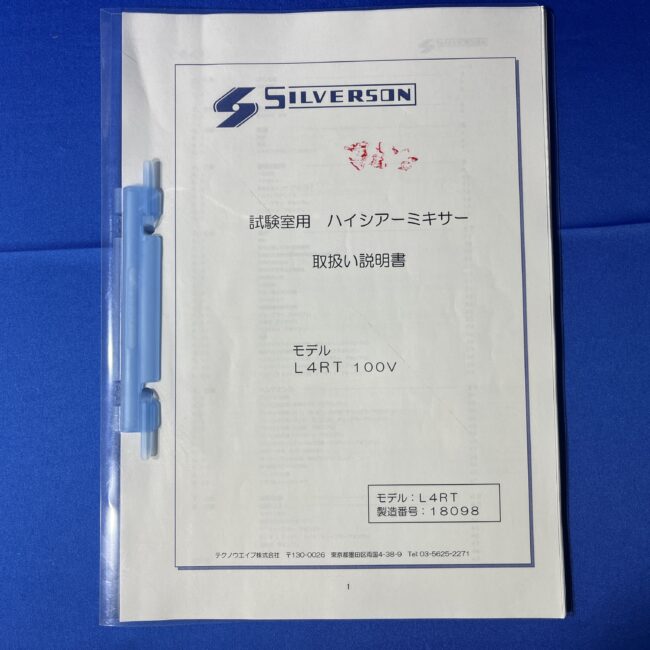 SILVERSON
試験室用 ハイシアーミキサー
取扱い説明書
モデル
L4RT 100V
モデル：L4RT
製造番号：18098
テクノウエイブ株式会社 〒130-0026 東京都墨田区両国4-38-9 Tel:03-5625-2271
1